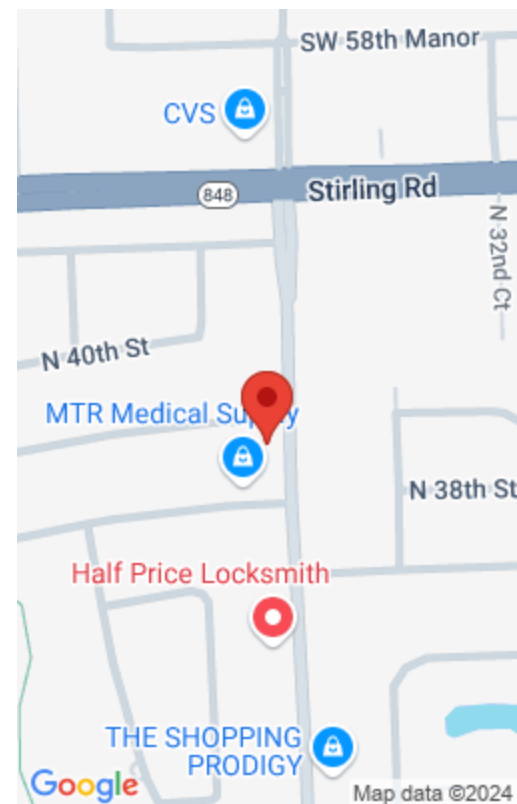 SW 58th Manor
CVS
848
Stirling Rd
N 32nd Ct
N 40th St
MTR Medical Supply
N 38th St
Half Price Locksmith
THE SHOPPING
PRODIGY
Google
Map data ©2024